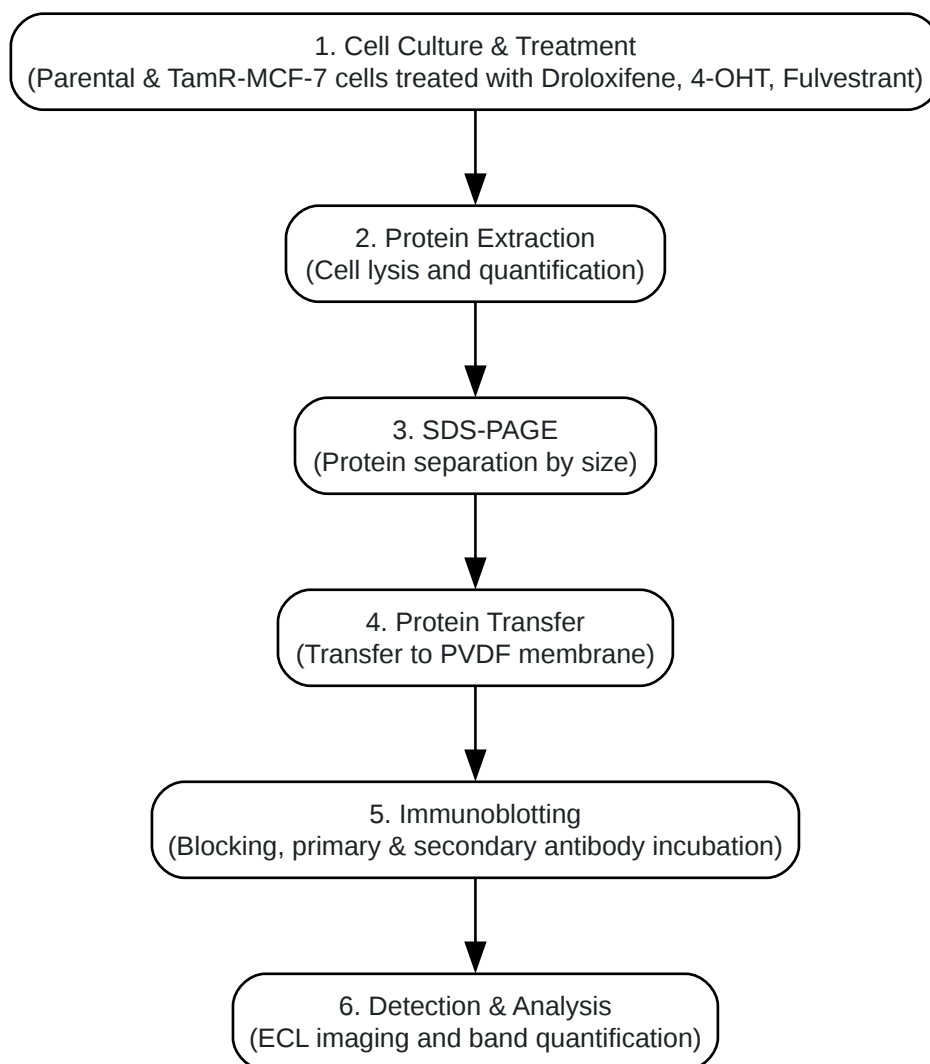 1. Cell Culture & Treatment
(Parental & TamR-MCF-7 cells treated with Droloxifene, 4-OHT, Fulvestrant)
2. Protein Extraction
(Cell lysis and quantification)
3. SDS-PAGE
(Protein separation by size)
4. Protein Transfer
(Transfer to PVDF membrane)
5. Immunoblotting
(Blocking, primary & secondary antibody incubation)
6. Detection & Analysis
(ECL imaging and band quantification)